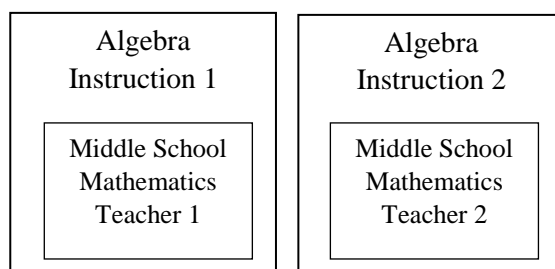 Algebra
Instruction 1
Middle School
Mathematics
Teacher 1
Algebra
Instruction 2
Middle School
Mathematics
Teacher 2